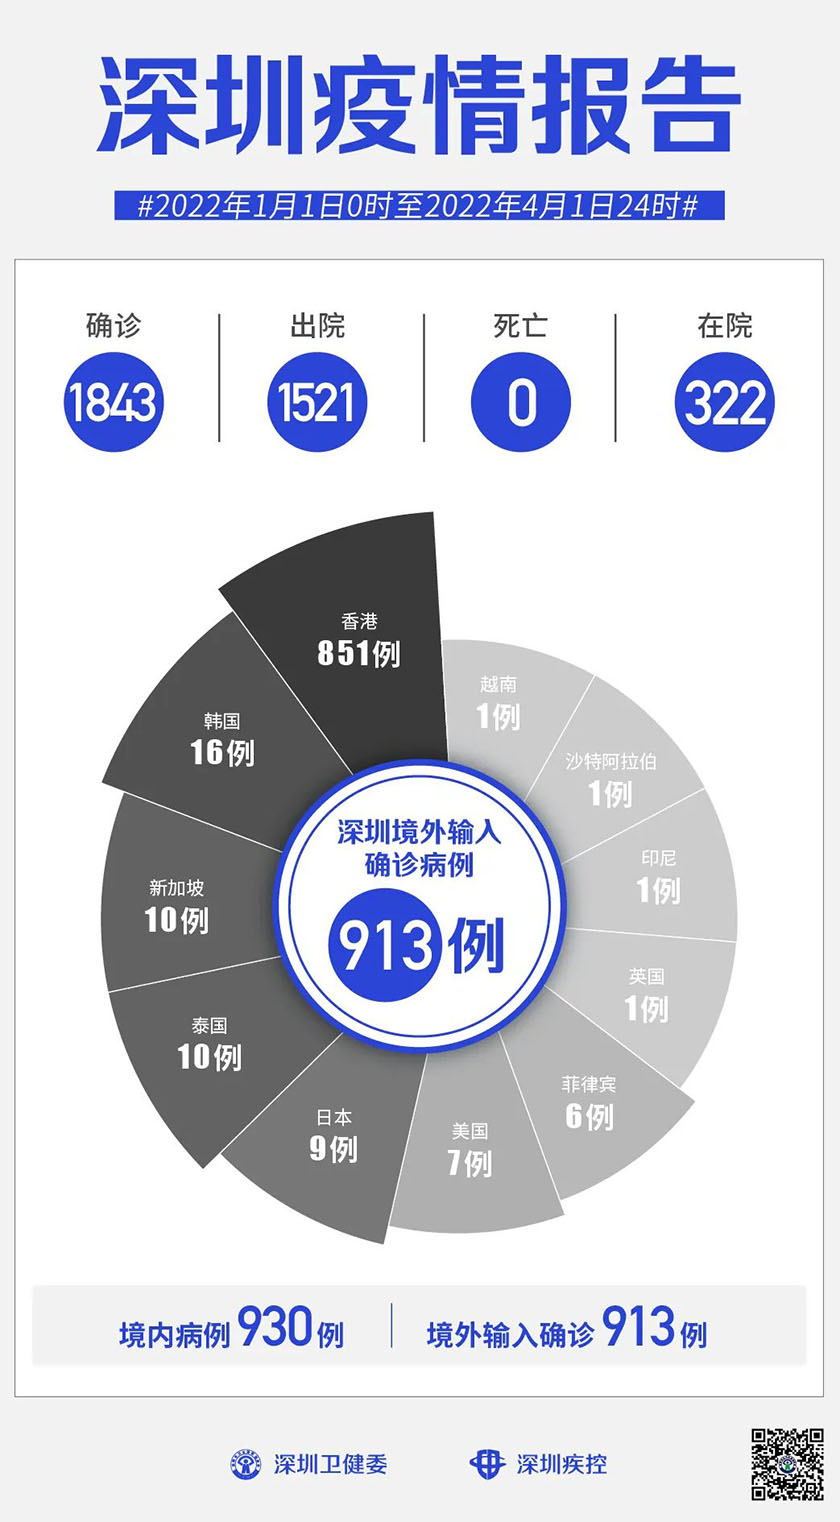 深圳疫情报告
#2022年1月1日0时至2022年4月1日24时#
确诊
1843
出院
1521
死亡
0
在院
322
香港
851例
韩国
16例
新加坡
10例
泰国
10例
日本
9例
美国
7例
菲律宾
6例
英国
1例
印尼
1例
沙特阿拉伯
1例
越南
1例
深圳境外输入
确诊病例
913例
境内病例930例
境外输入确诊913例
深圳卫健委
深圳疾控